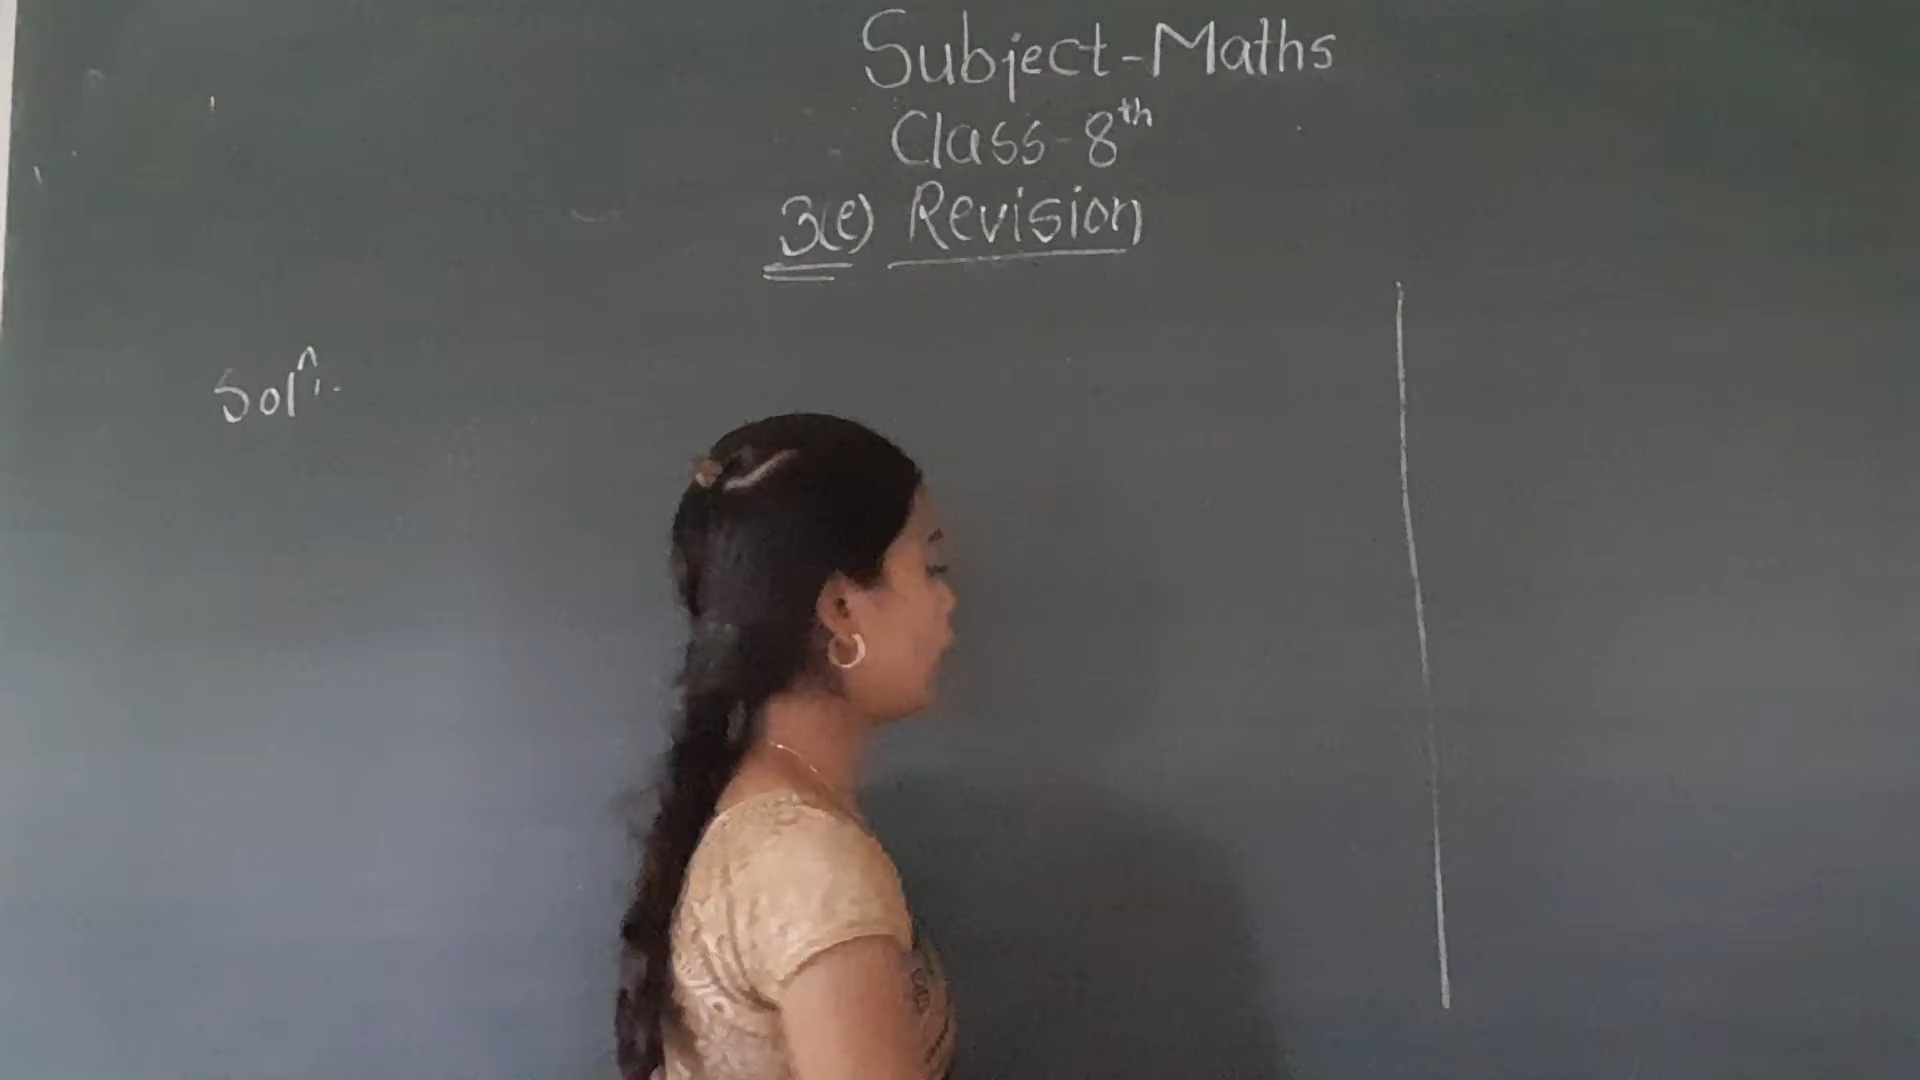 Subject-Maths
Class-8th
3(e) Revision
Soln:-